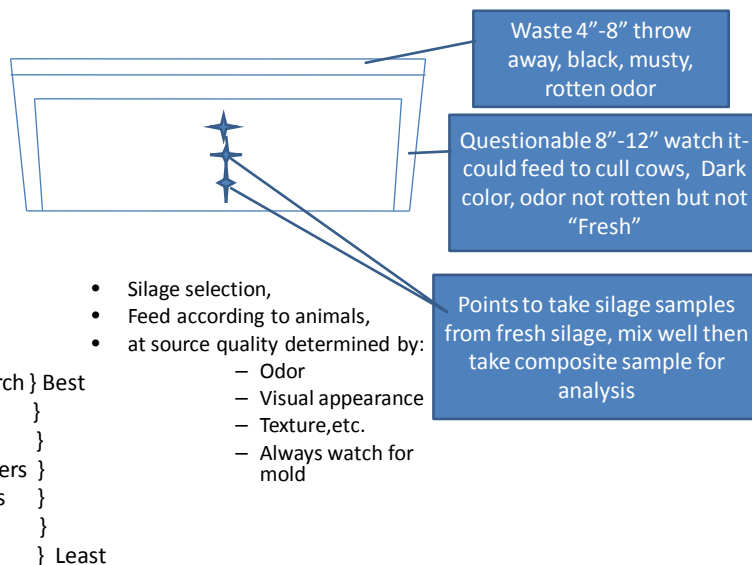 Waste 4”-8” throw
away, black, musty,
rotten odor
Questionable 8”-12” watch it-
could feed to cull cows, Dark
color, odor not rotten but not
“Fresh”
Points to take silage samples
from fresh silage, mix well then
take composite sample for
analysis
• Silage selection,
• Feed according to animals,
• at source quality determined by:
– Odor
– Visual appearance
– Texture,etc.
– Always watch for
mold
} Best
}
}
}
}
}
} Least